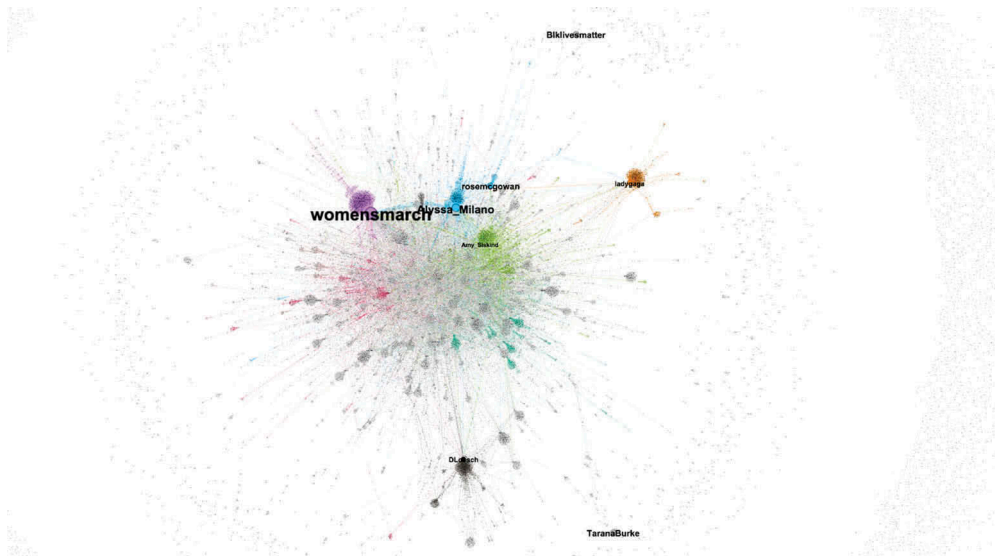 Blklivesmatter
ladygaga
rosemcgowan
Alyssa_Milano
womensmarch
Amy_Siskind
DLoesch
TaranaBurke